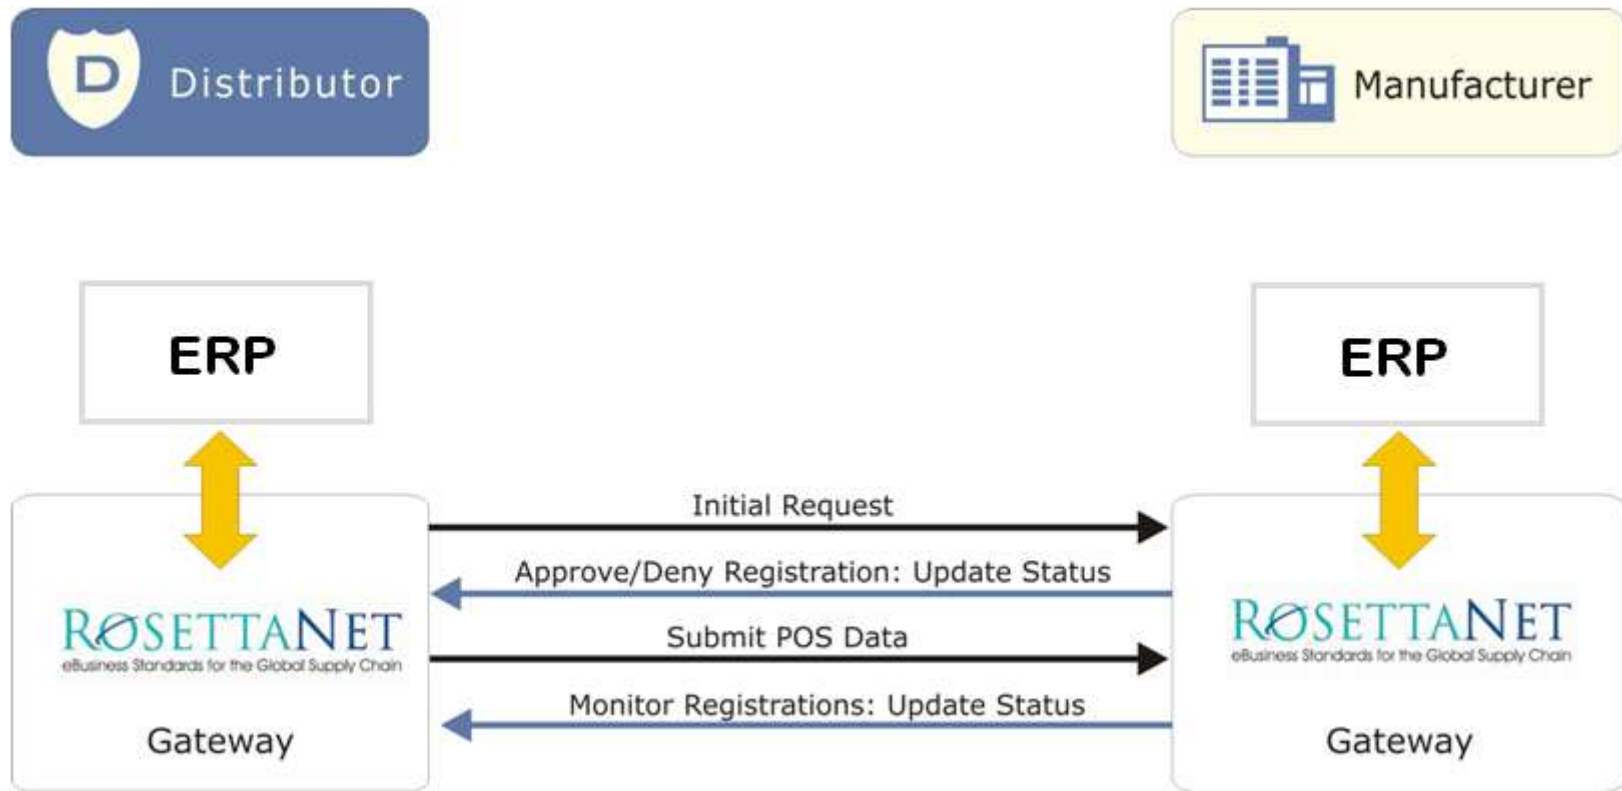 D
Distributor
Manufacturer
ERP
ERP
Initial Request
Approve/Deny Registration: Update Status
Submit POS Data
Monitor Registrations: Update Status
ROSETTANET
eBusiness Standards for the Global Supply Chain
Gateway
ROSETTANET
eBusiness Standards for the Global Supply Chain
Gateway